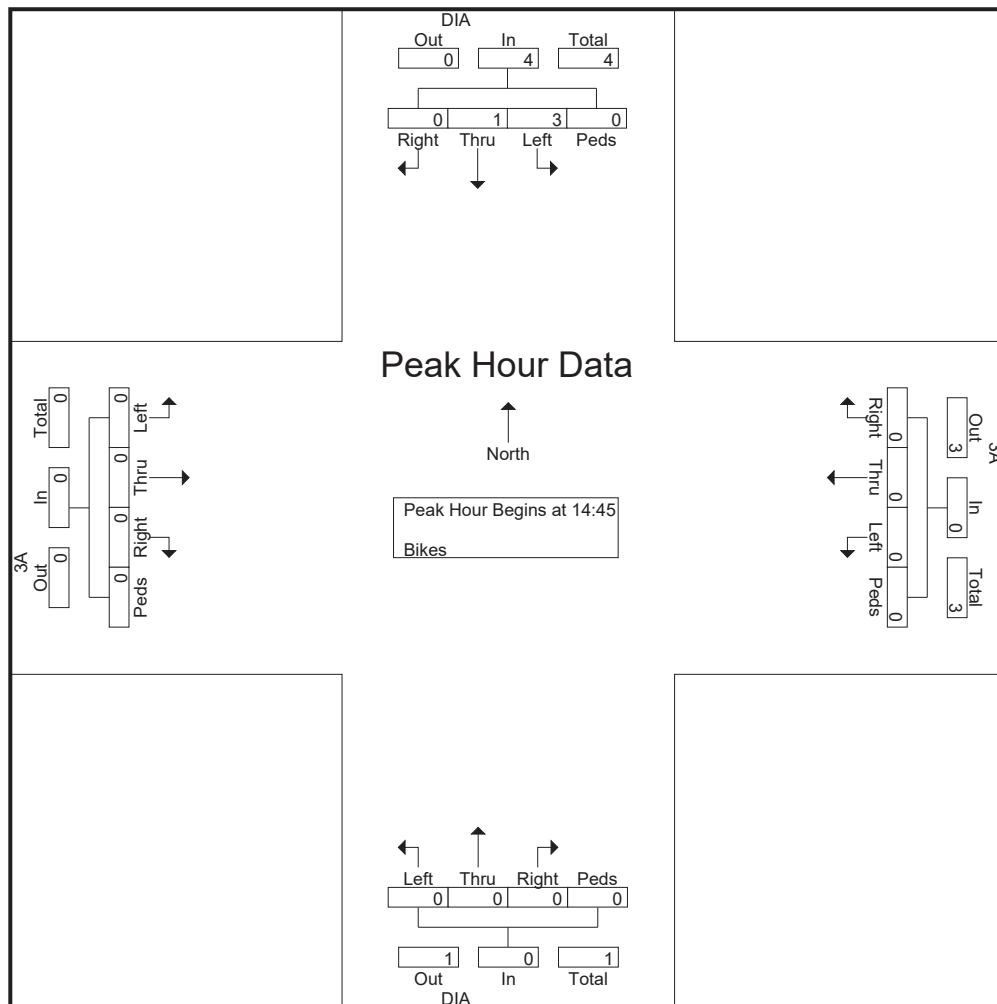 DIA
Out In Total
0 4 4
0 1 3 0
Right Thru Left Peds
Peak Hour Data
North
Peak Hour Begins at 14:45
Bikes
3A
Out In Total
0 0 0
0 0 0 0
Left Thru Right Peds
3A
Out In Total
3 0 3
0 0 0 0
Right Thru Left Peds
Left Thru Right Peds
0 0 0 0
1 0 1
Out In Total
DIA